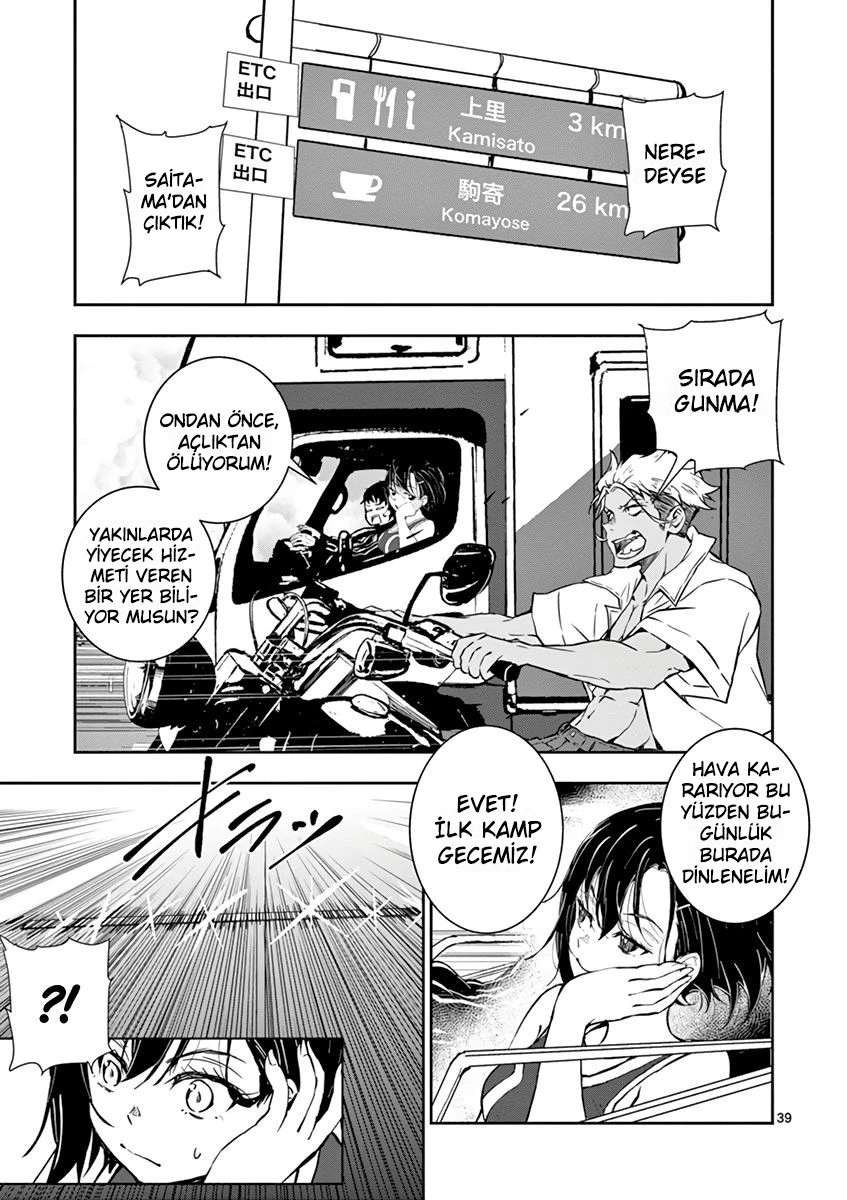 NERE-
DEYSE
ETC
出口
上里
3 km
Kamisato
ETC
出口
駒寄
26 km
Komayose
SAİTA-
MA'DAN
ÇIKTIK!
SIRADA
GUNMA!
ONDAN ÖNCE,
AÇLIKTAN
ÖLÜYORUM!
YAKINLARDA
YİYECEK HİZ-
METİ VEREN
BİR YER BİLİ-
YOR MUSUN?
HAVA KA-
RARIYOR BU
YÜZDEN BU-
GÜNLÜK
BURADA
DİNLENELİM!
EVET!
İLK KAMP
GECEMİZ!
ギラッ
?!
39